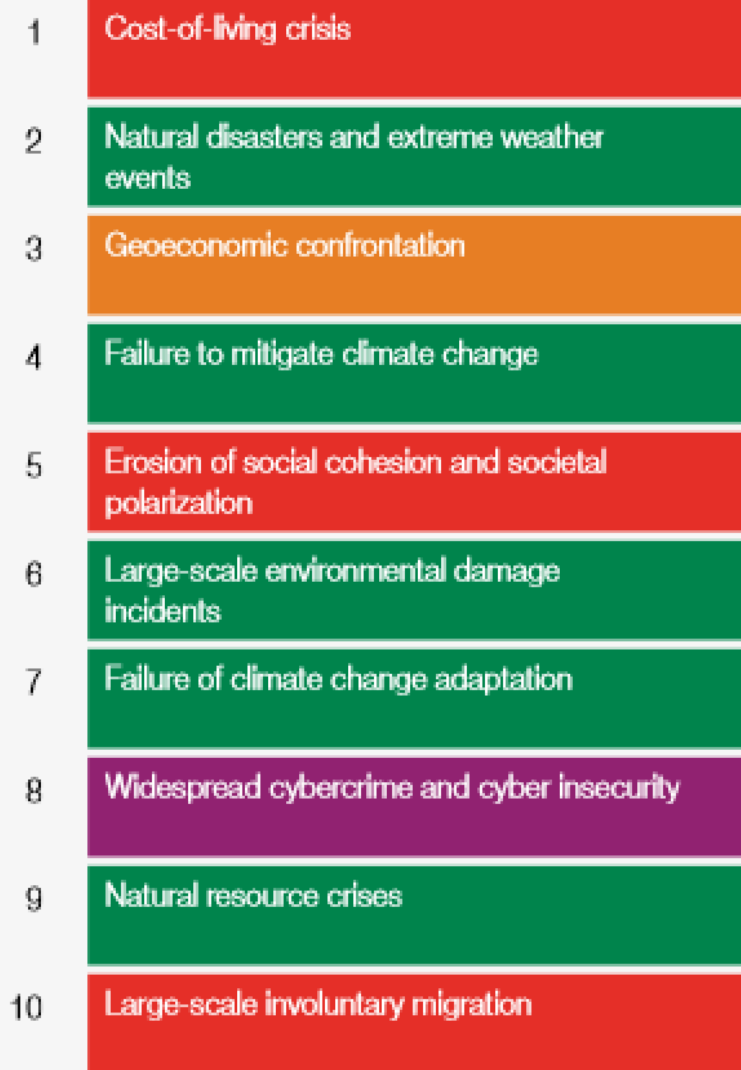 1 Cost-of-living crisis
2 Natural disasters and extreme weather
events
3 Geoeconomic confrontation
4 Failure to mitigate climate change
5 Erosion of social cohesion and societal
polarization
6 Large-scale environmental damage
incidents
7 Failure of climate change adaptation
8 Widespread cybercrime and cyber insecurity
9 Natural resource crises
10 Large-scale involuntary migration